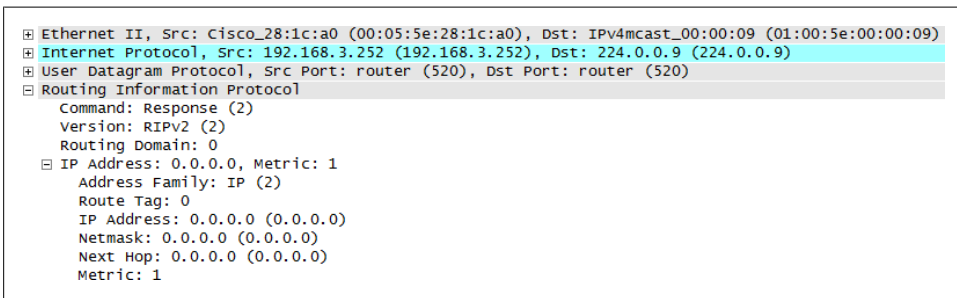 Ethernet II, Src: Cisco_28:1c:a0 (00:05:5e:28:1c:a0), Dst: IPv4mcast_00:00:09 (01:00:5e:00:00:09)
Internet Protocol, Src: 192.168.3.252 (192.168.3.252), Dst: 224.0.0.9 (224.0.0.9)
User Datagram Protocol, Src Port: router (520), Dst Port: router (520)
Routing Information Protocol
Command: Response (2)
Version: RIPv2 (2)
Routing Domain: 0
IP Address: 0.0.0.0, Metric: 1
Address Family: IP (2)
Route Tag: 0
IP Address: 0.0.0.0 (0.0.0.0)
Netmask: 0.0.0.0 (0.0.0.0)
Next Hop: 0.0.0.0 (0.0.0.0)
Metric: 1